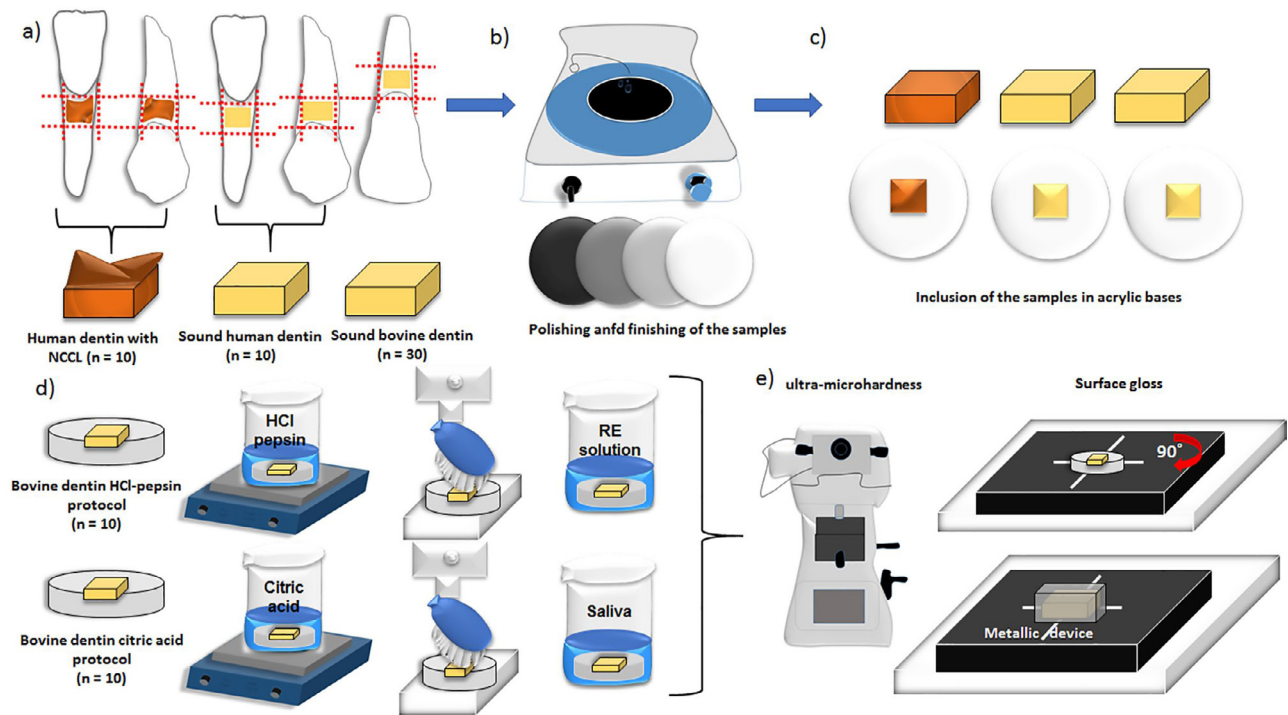 a)
b)
c)
Human dentin with
NCCL (n = 10)
Sound human dentin
(n = 10)
Sound bovine dentin
(n = 30)
Polishing anfd finishing of the samples
Inclusion of the samples in acrylic bases
d)
Bovine dentin HCl-pepsin
protocol
(n = 10)
HCl
pepsin
RE
solution
Bovine dentin citric acid
protocol
(n = 10)
Citric
acid
Saliva
e)
ultra-microhardness
Surface gloss
90°
Metallic device